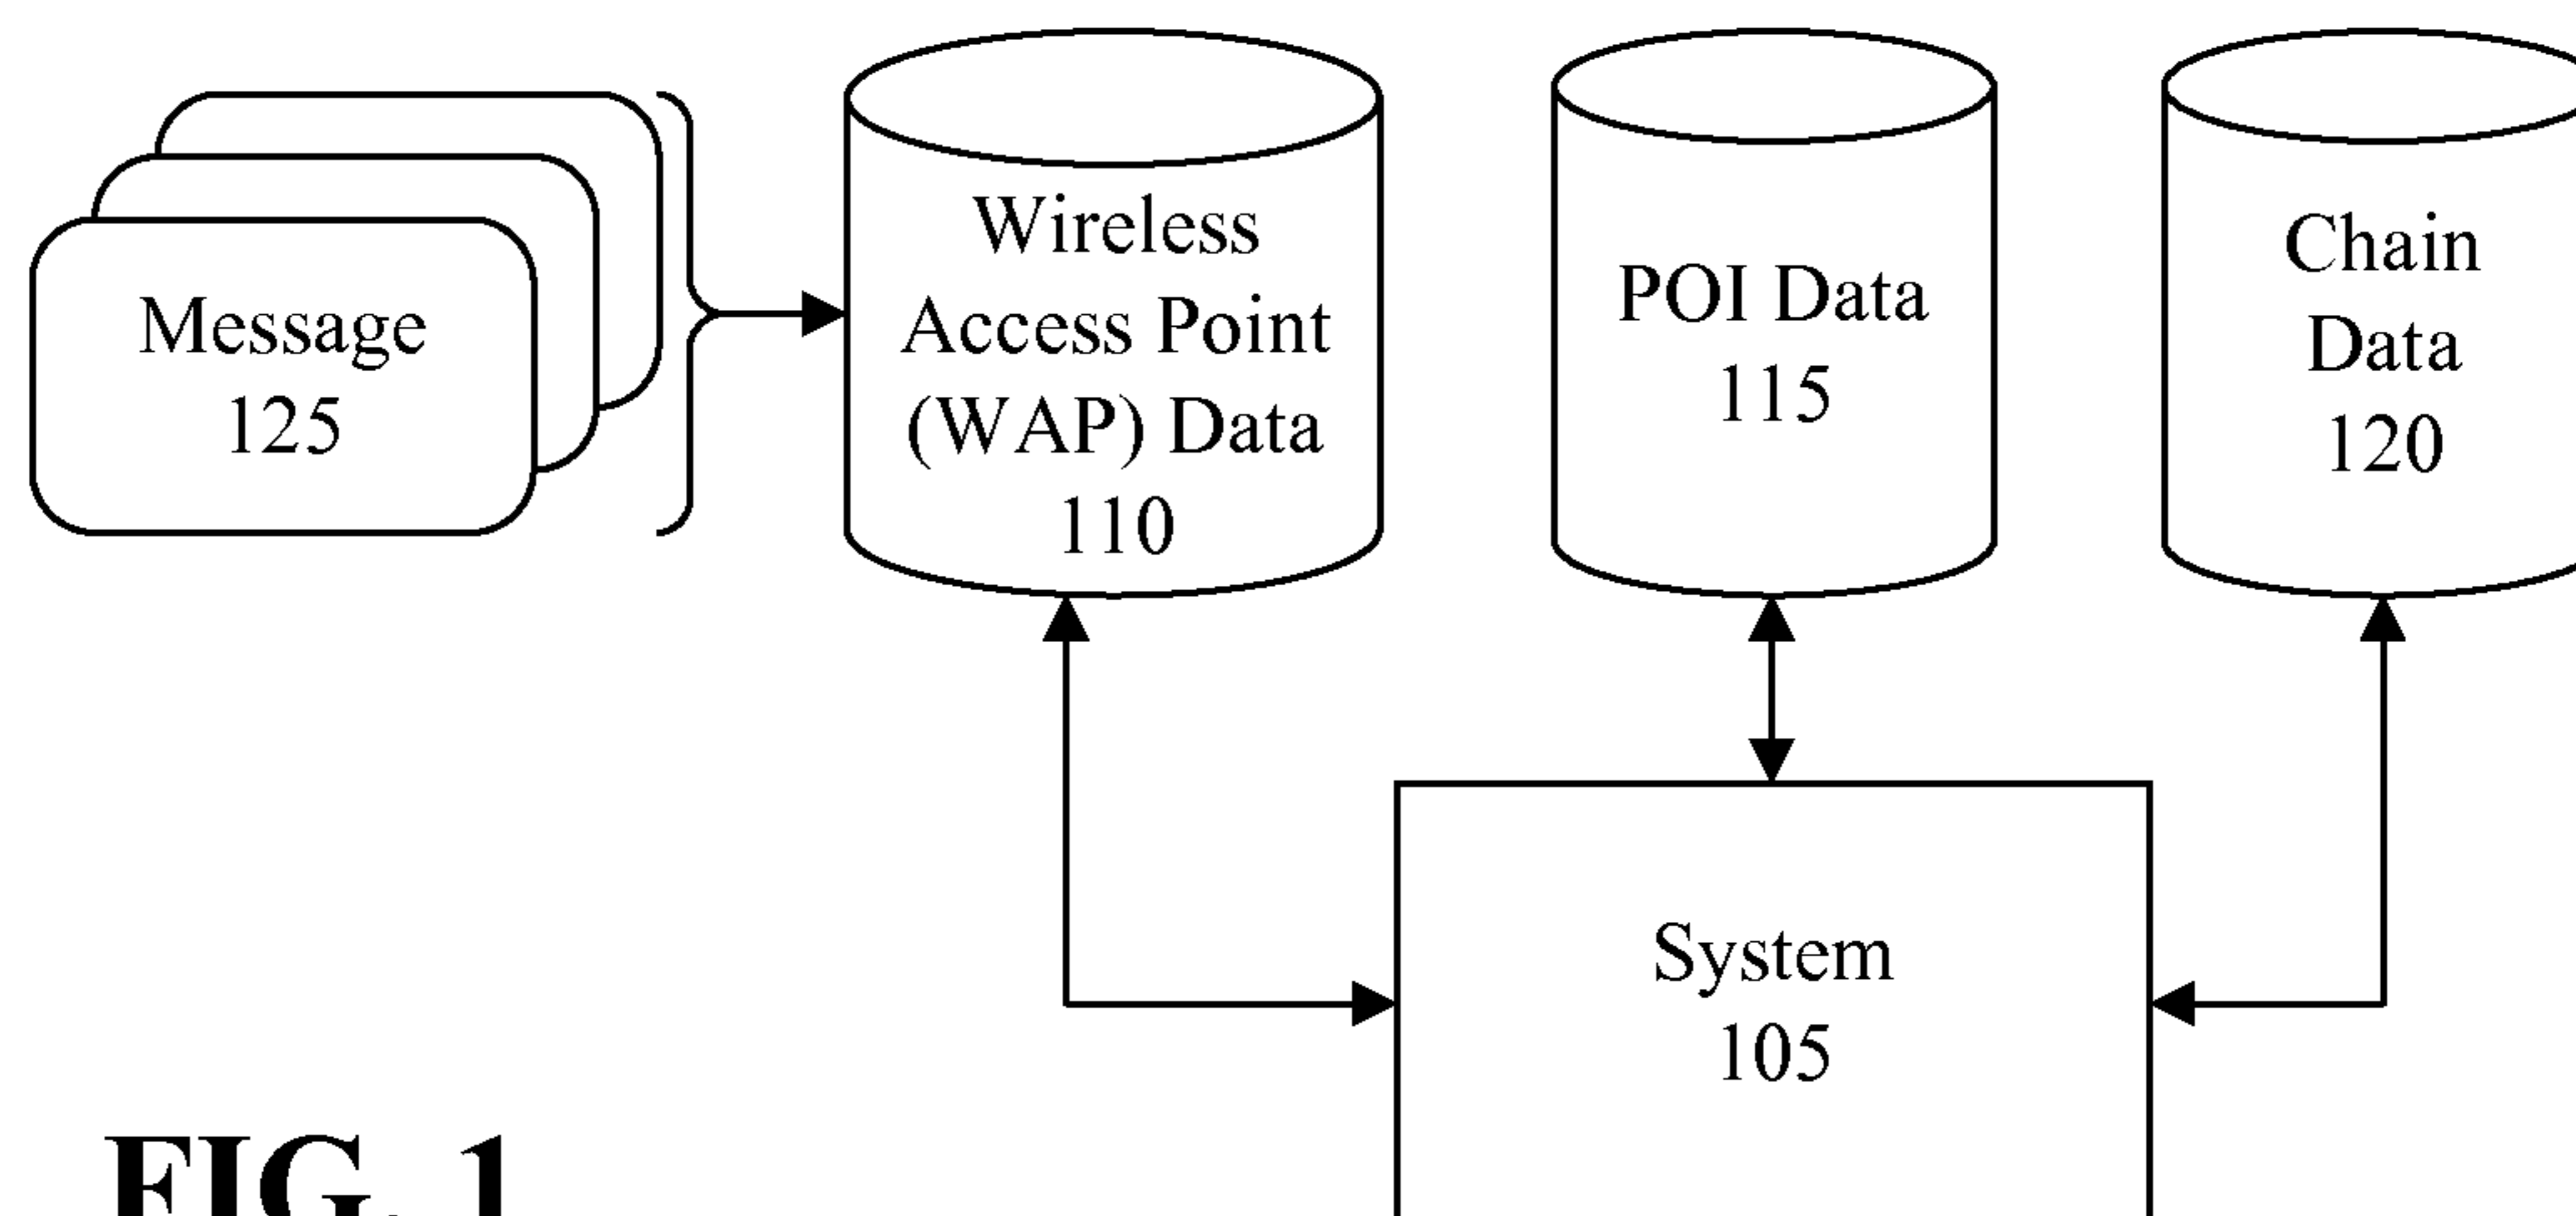 Message
125
Wireless
Access Point
(WAP) Data
110
POI Data
115
Chain
Data
120
System
105
FIG. 1